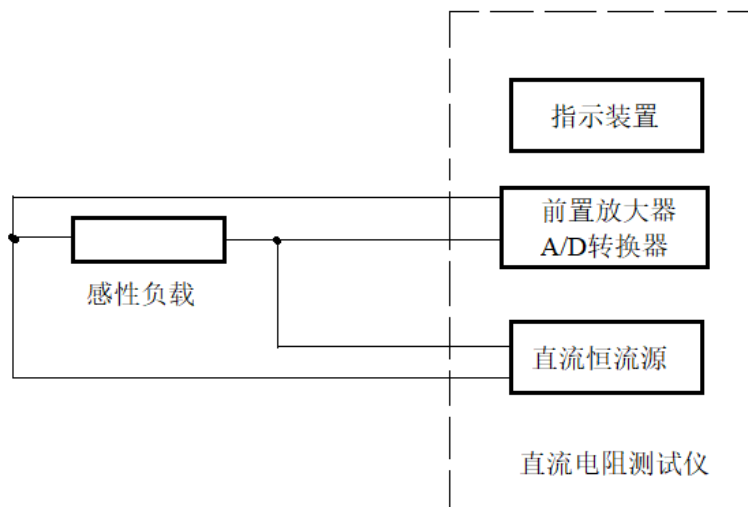 指示装置
前置放大器
A/D转换器
感性负载
直流恒流源
直流电阻测试仪